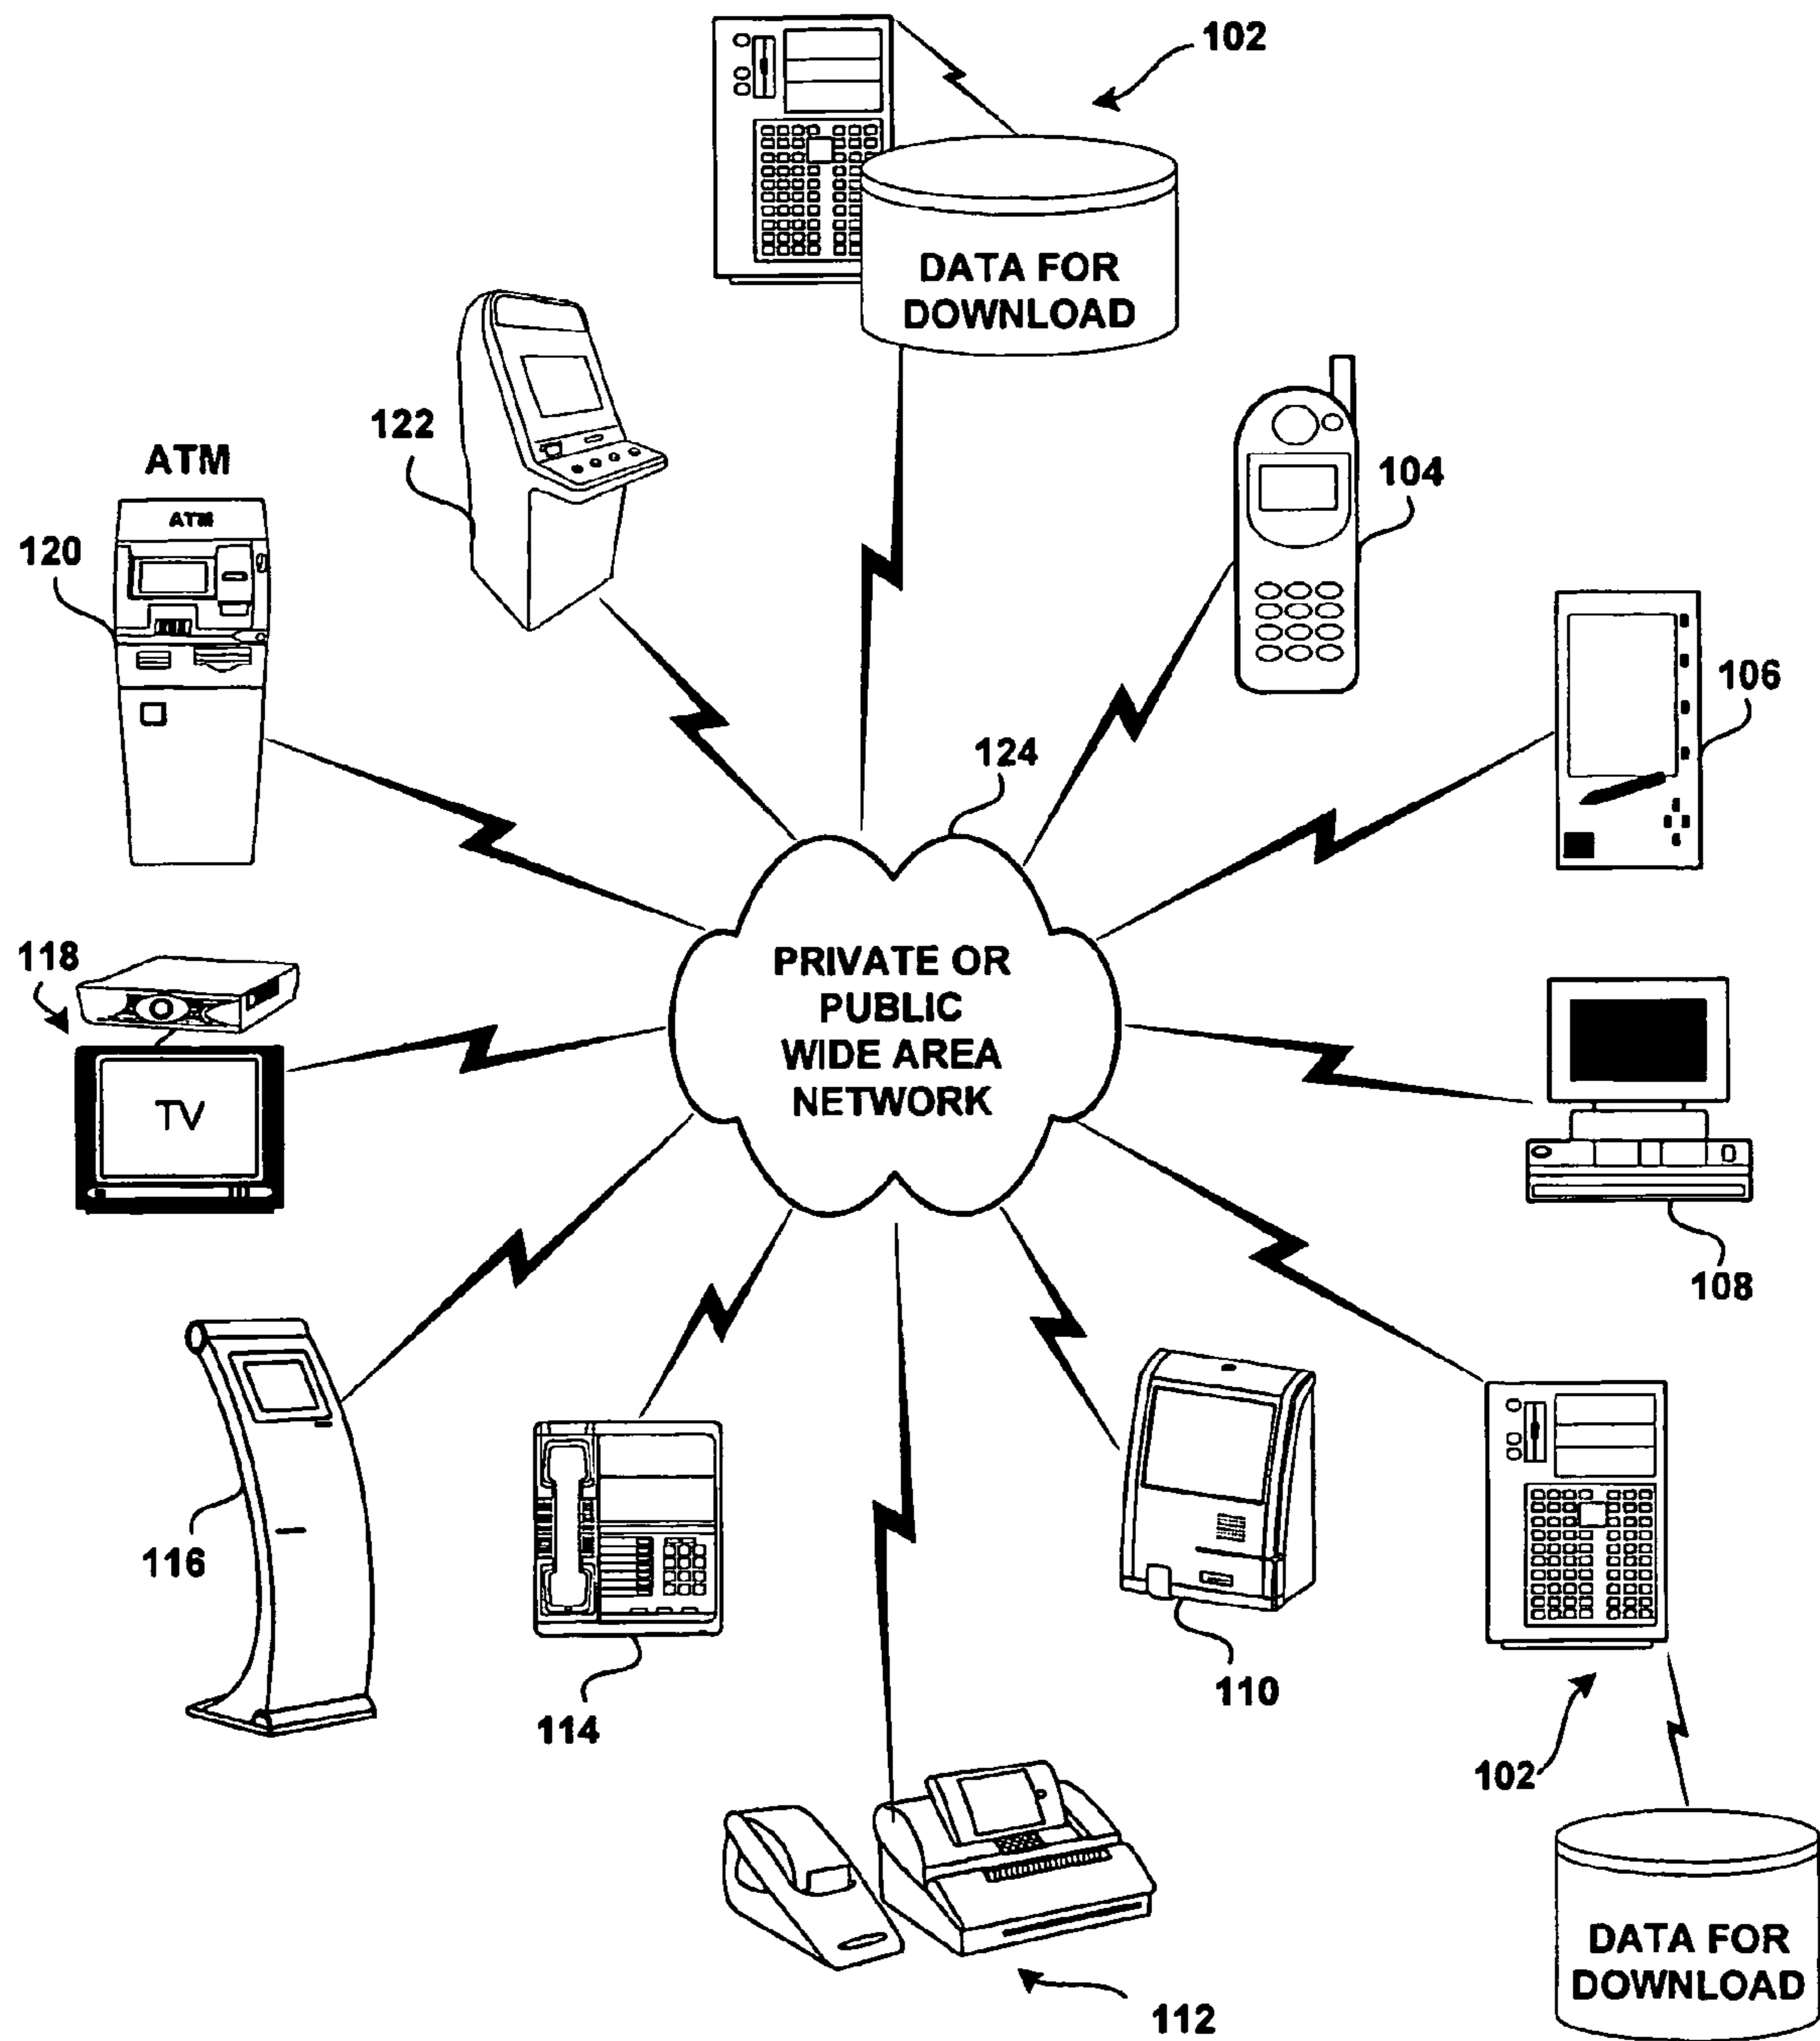 102
DATA FOR
DOWNLOAD
122
104
ATM
ATM
120
106
124
PRIVATE OR
PUBLIC
WIDE AREA
NETWORK
118
TV
108
116
114
110
102
112
DATA FOR
DOWNLOAD